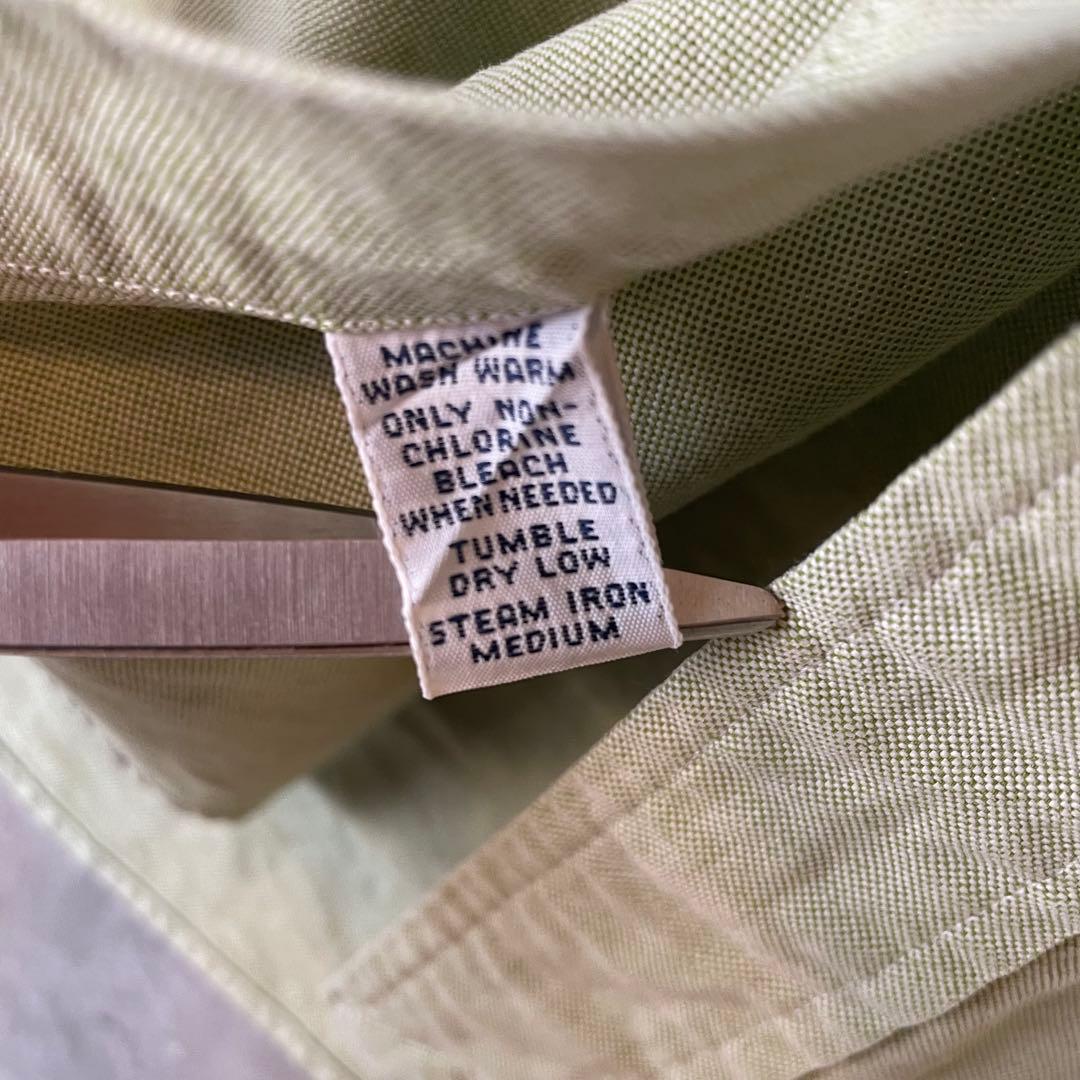 MACHINE
WASH WARM
ONLY NON-
CHLORINE
BLEACH
WHEN NEEDED
TUMBLE
DRY LOW
STEAM IRON
MEDIUM